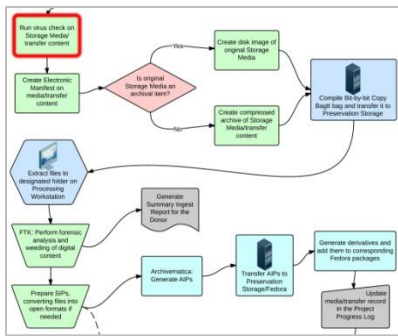 Run virus check on
Storage Media/
transfer content
Yes
Create disk image of
original Storage
Media
Create Electronic
Manifest on
media/transfer
content
Is original
Storage Media an
archival item?
No
Create compressed
archive of Storage
Media/transfer
content
Compile Bit-by-bit Copy
Bagit bag and transfer it to
Preservation Storage
Extract files to
designated folder on
Processing
Workstation
Generate
Summary Ingest
Report for the
Donor
FTK: Perform forensic
analysis and
weeding of digital
content
Archivematica:
Generate AIPs
Transfer AIPs to
Preservation
Storage/Fedora
Generate derivatives and
add them to corresponding
Fedora packages
Prepare SIPs,
converting files into
open formats if
needed
Update
media/transfer record
in the Project
Progress Log